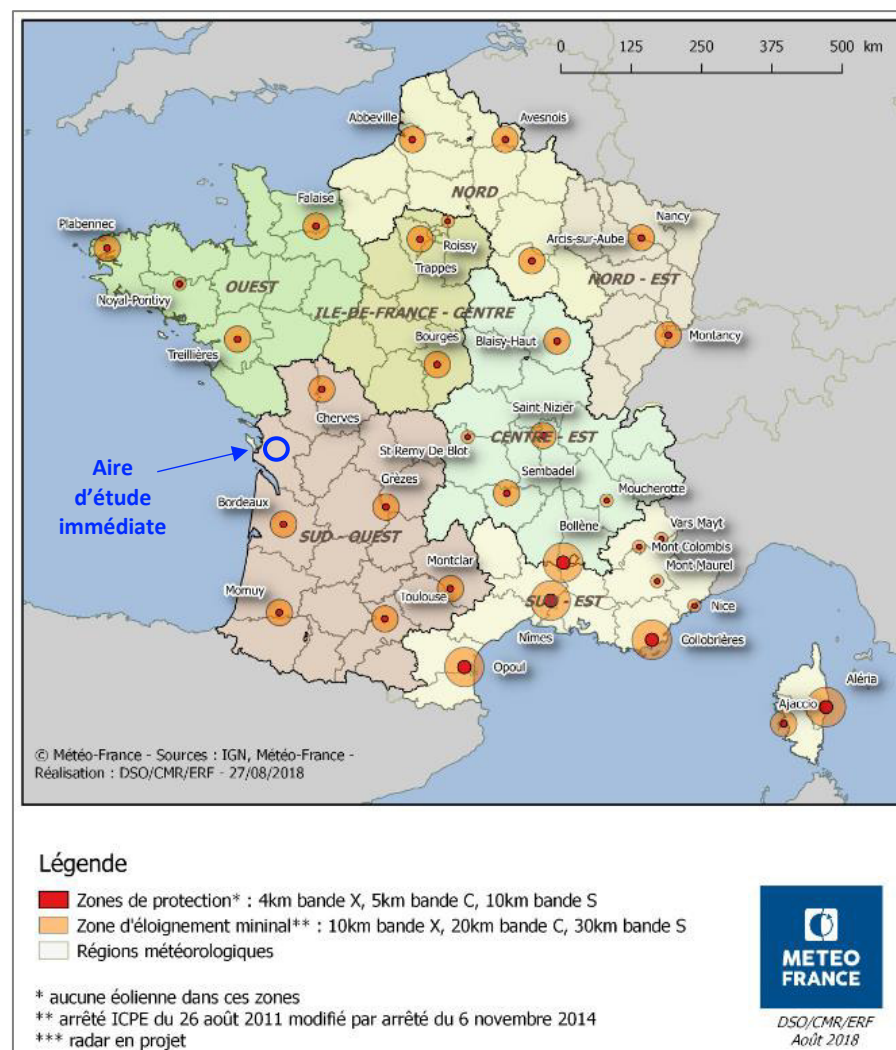 0 125 250 375 500 km
Abbeville
Avesnois
NORD
Falaise
Nancy
Plabennec
Roissy
Arcis-sur-Aube
Trappes
NORD - EST
Noyal-Pontivy
OUEST
ILE-DE-FRANCE - CENTRE
Bourges
Blaisy-Haut
Montancy
Treillières
Saint Nizier
Cherves
CENTRE - EST
St Remy De Blot
Aire
d'étude
immédiate
Sembadel
Grèzes
Moucherotte
Bordeaux
Bollène
Vars Mayt
SUD - OUEST
Mont Colombis
Montclar
Mont Maurel
Momuy
Toulouse
SUD - EST
Nice
Nîmes
Collobrières
Opoul
Aléria
Ajaccio
© Météo-France - Sources : IGN, Météo-France -
Réalisation : DSO/CMR/ERF - 27/08/2018
Légende
Zones de protection* : 4km bande X, 5km bande C, 10km bande S
Zone d'éloignement mininal** : 10km bande X, 20km bande C, 30km bande S
Régions météorologiques
* aucune éolienne dans ces zones
** arrêté ICPE du 26 août 2011 modifié par arrêté du 6 novembre 2014
*** radar en projet
METEO
FRANCE
DSO/CMR/ERF
Août 2018